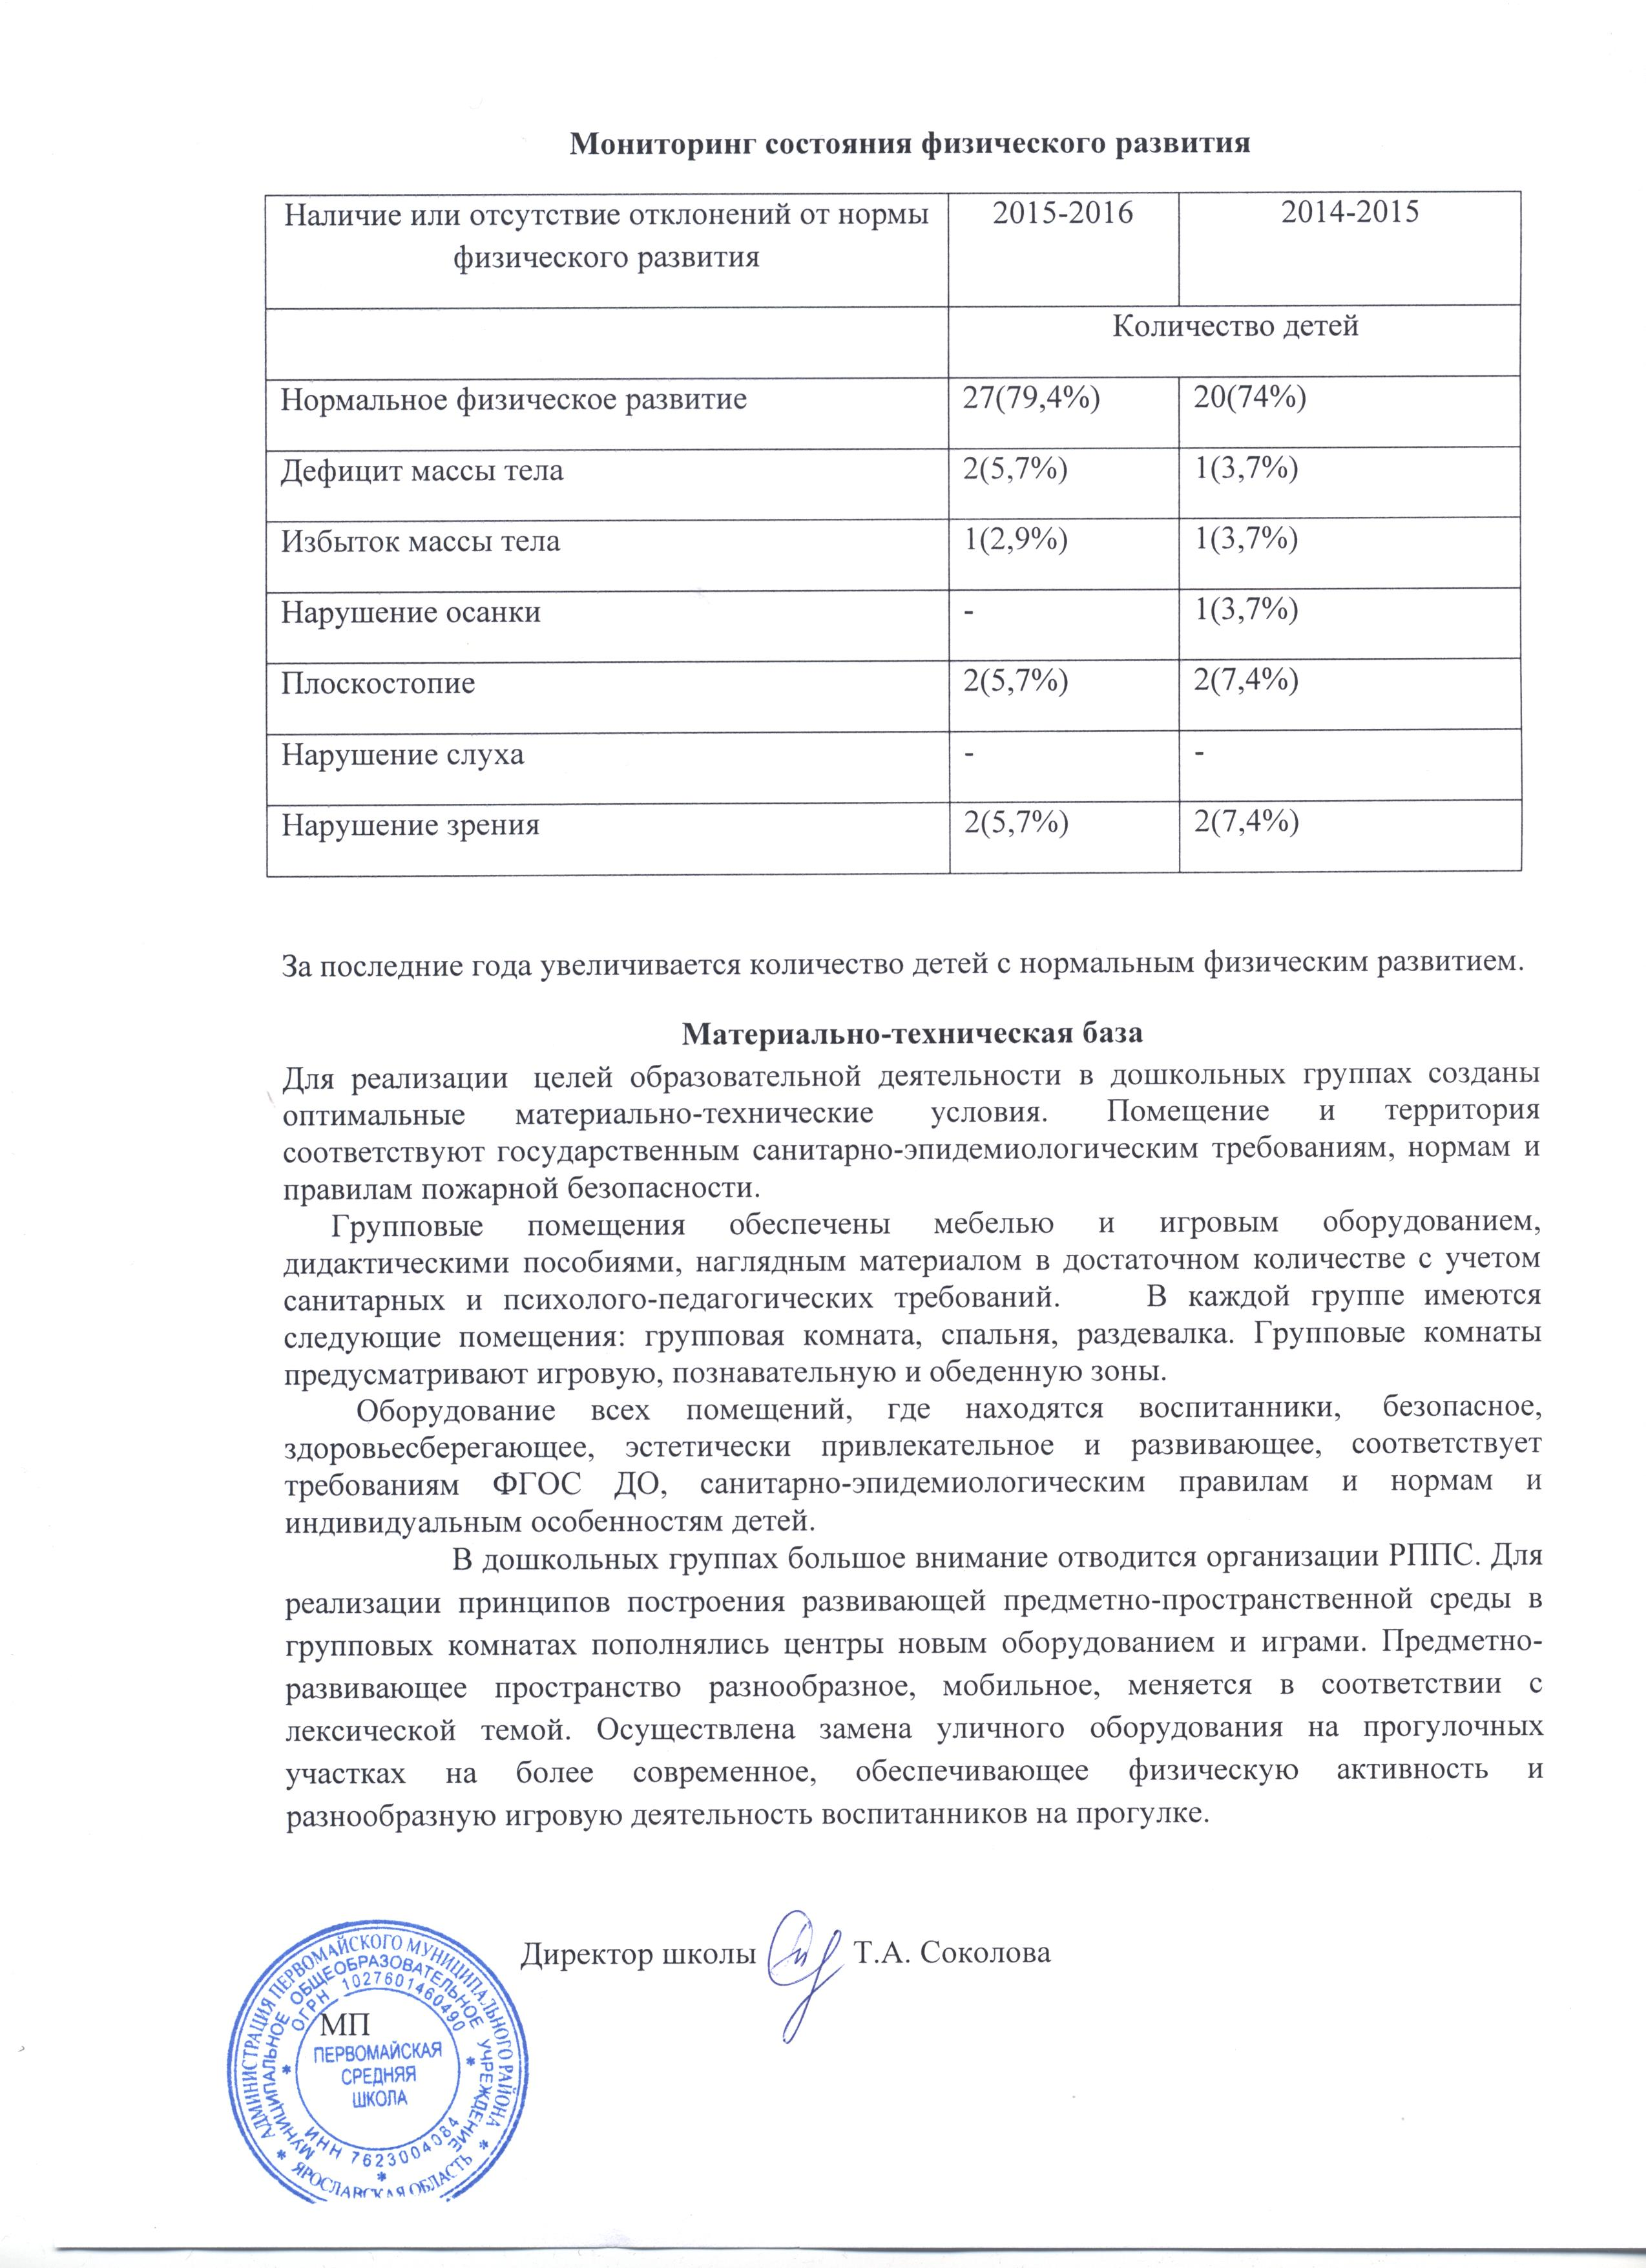 Мониторинг состояния физического развития
Наличие или отсутствие отклонений от нормы
физического развития
2015-2016
2014-2015
Количество детей
Нормальное физическое развитие
27(79,4%)
20(74%)
Дефицит массы тела
2(5,7%)
1(3,7%)
Избыток массы тела
1(2,9%)
1(3,7%)
Нарушение осанки
-
1(3,7%)
Плоскостопие
2(5,7%)
2(7,4%)
Нарушение слуха
-
-
Нарушение зрения
2(5,7%)
2(7,4%)
За последние года увеличивается количество детей с нормальным физическим развитием.
Материально-техническая база
Для реализации целей образовательной деятельности в дошкольных группах созданы
оптимальные материально-технические условия. Помещение и территория
соответствуют государственным санитарно-эпидемиологическим требованиям, нормам и
правилам пожарной безопасности.
Групповые помещения обеспечены мебелью и игровым оборудованием,
дидактическими пособиями, наглядным материалом в достаточном количестве с учетом
санитарных и психолого-педагогических требований. В каждой группе имеются
следующие помещения: групповая комната, спальня, раздевалка. Групповые комнаты
предусматривают игровую, познавательную и обеденную зоны.
Оборудование всех помещений, где находятся воспитанники, безопасное,
здоровьесберегающее, эстетически привлекательное и развивающее, соответствует
требованиям ФГОС ДО, санитарно-эпидемиологическим правилам и нормам и
индивидуальным особенностям детей.
В дошкольных группах большое внимание отводится организации РППС. Для
реализации принципов построения развивающей предметно-пространственной среды в
групповых комнатах пополнялись центры новым оборудованием и играми. Предметно-
развивающее пространство разнообразное, мобильное, меняется в соответствии с
лексической темой. Осуществлена замена уличного оборудования на прогулочных
участках на более современное, обеспечивающее физическую активность и
разнообразную игровую деятельность воспитанников на прогулке.
Директор школы Т.А. Соколова
МП
АДМИНИСТРАЦИЯ ПЕРВОМАЙСКОГО МУНИЦИПАЛЬНОГО РАЙОНА * ЯРОСЛАВСКАЯ ОБЛАСТЬ *
МУНИЦИПАЛЬНОЕ ОБЩЕОБРАЗОВАТЕЛЬНОЕ УЧРЕЖДЕНИЕ
ОГРН 1027601460490
ПЕРВОМАЙСКАЯ
СРЕДНЯЯ
ШКОЛА
ИНН 7623004084